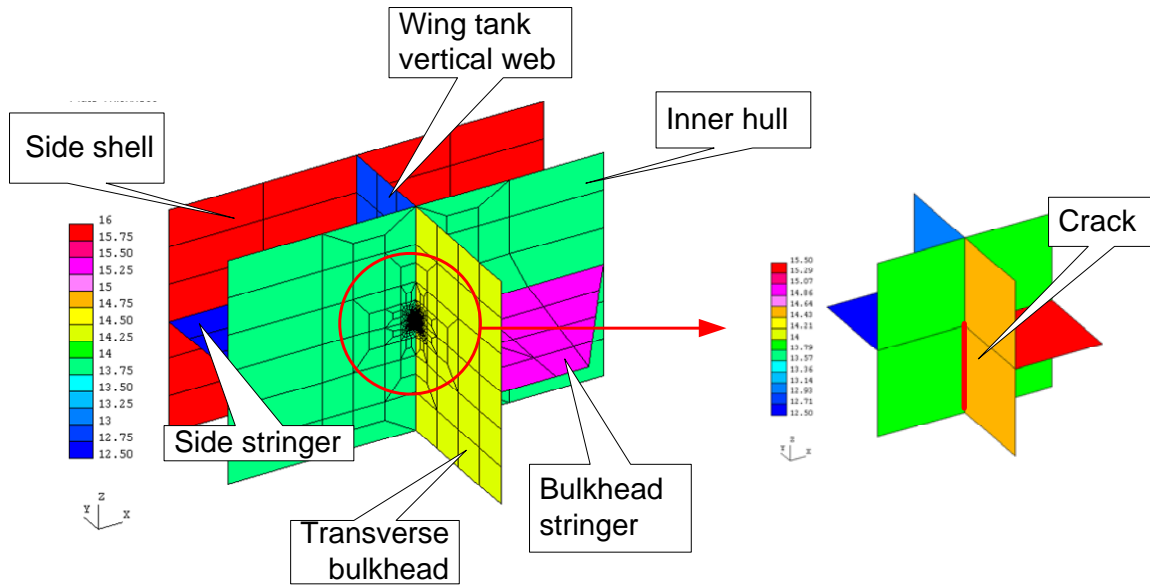 Wing tank
vertical web
Inner hull
Side shell
Crack
16
15.75
15.50
15.25
15
14.75
14.50
14.25
14
13.75
13.50
13.25
13
12.75
12.50
15.50
15.29
15.07
14.86
14.64
14.43
14.21
14
13.79
13.57
13.36
13.14
12.93
12.71
12.50
Side stringer
Bulkhead
stringer
Transverse
bulkhead
Z
Y
X